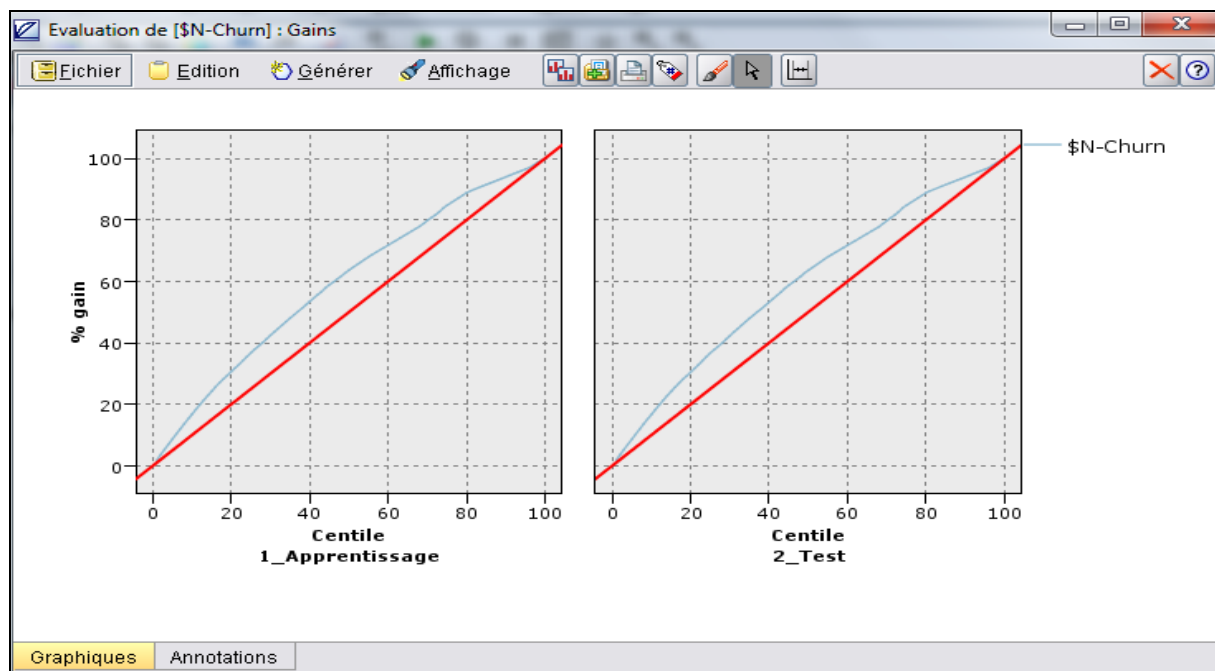 Evaluation de [$N-Churn] : Gains
Fichier Edition Générer Affichage
100
80
60
40
20
0
% gain
0 20 40 60 80 100
Centile
1_Apprentissage
0 20 40 60 80 100
Centile
2_Test
$N-Churn
Graphiques Annotations